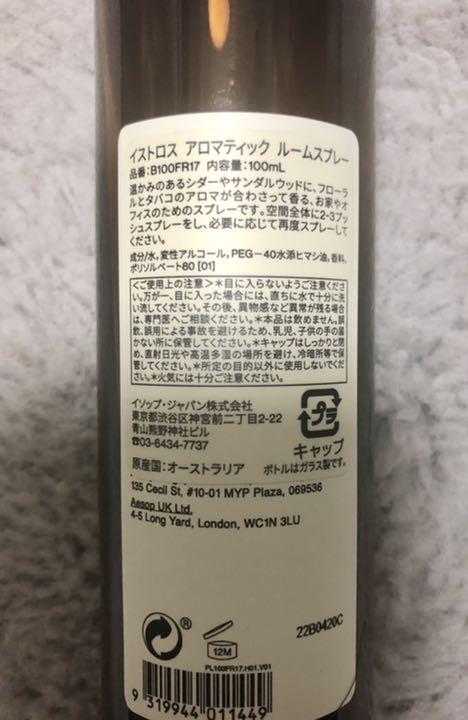 イストロス アロマティック ルームスプレー
品番:B100FR17 内容量:100mL
温かみのあるシダーやサンダルウッドに、フローラ
ルとタバコのアロマが合わさって香る、お家やオ
フィスのためのスプレーです。空間全体に2-3プッ
シュスプレーをし、必要に応じて再度スプレーして
ください。
成分/水,変性アルコール,PEG-40水添ヒマシ油,香料,
ポリソルベート80 [01]
<ご使用上の注意>*目に入らないようご注意くださ
い。万が一、目に入った場合には、直ちに水で十分に洗
い流してください。その後、異物感など異常が残る場合
は、専門医へご相談ください。*本品は飲めません。誤
飲、誤用による事故を避けるため、乳児、子供の手の届
かない所に保管してください。*キャップはしっかりと閉
め、直射日光や高温多湿の場所を避け、冷暗所等で保
管してください。*所定の目的以外に使用しないでくだ
さい。*火気には十分ご注意ください。
イソップ・ジャパン株式会社
東京都渋谷区神宮前二丁目2-22
青山熊野神社ビル
☎03-6434-7737
原産国:オーストラリア
プラ
キャップ
ボトルはガラス製です。
135 Cecil St, #10-01 MYP Plaza, 069536
Aesop UK Ltd.
4-5 Long Yard, London, WC1N 3LU
®
12M
22B0420C
PL100FR17.H01.V01
9 319944 011449